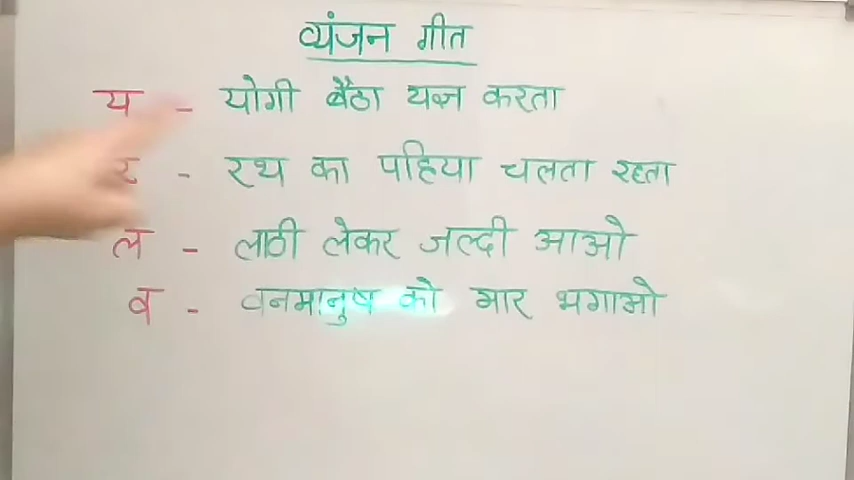 व्यंजन गीत
य - योगी बैठा यज्ञ करता
र - रथ का पहिया चलता रहता
ल - लाठी लेकर जल्दी आओ
व - वनमानुष को मार भगाओ